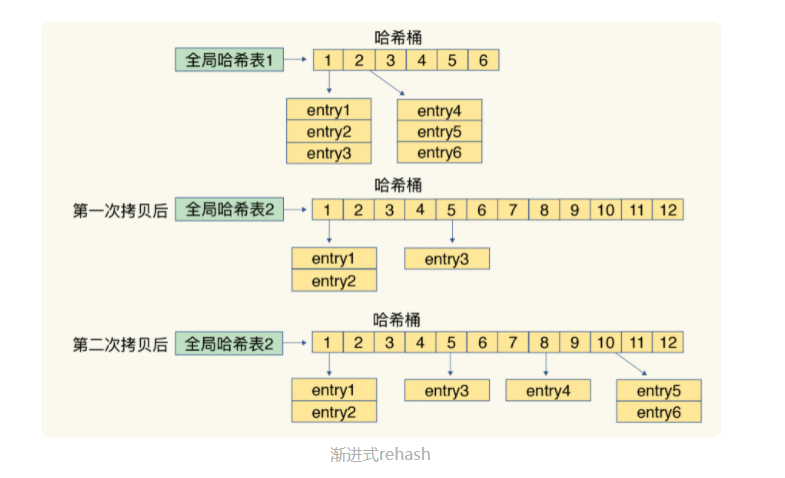 哈希桶
全局哈希表1 1 2 3 4 5 6
entry1 entry4
entry2 entry5
entry3 entry6
哈希桶
第一次拷贝后 全局哈希表2 1 2 3 4 5 6 7 8 9 10 11 12
entry1 entry3
entry2
哈希桶
第二次拷贝后 全局哈希表2 1 2 3 4 5 6 7 8 9 10 11 12
entry1 entry3 entry4 entry5
entry2 entry6
渐进式rehash